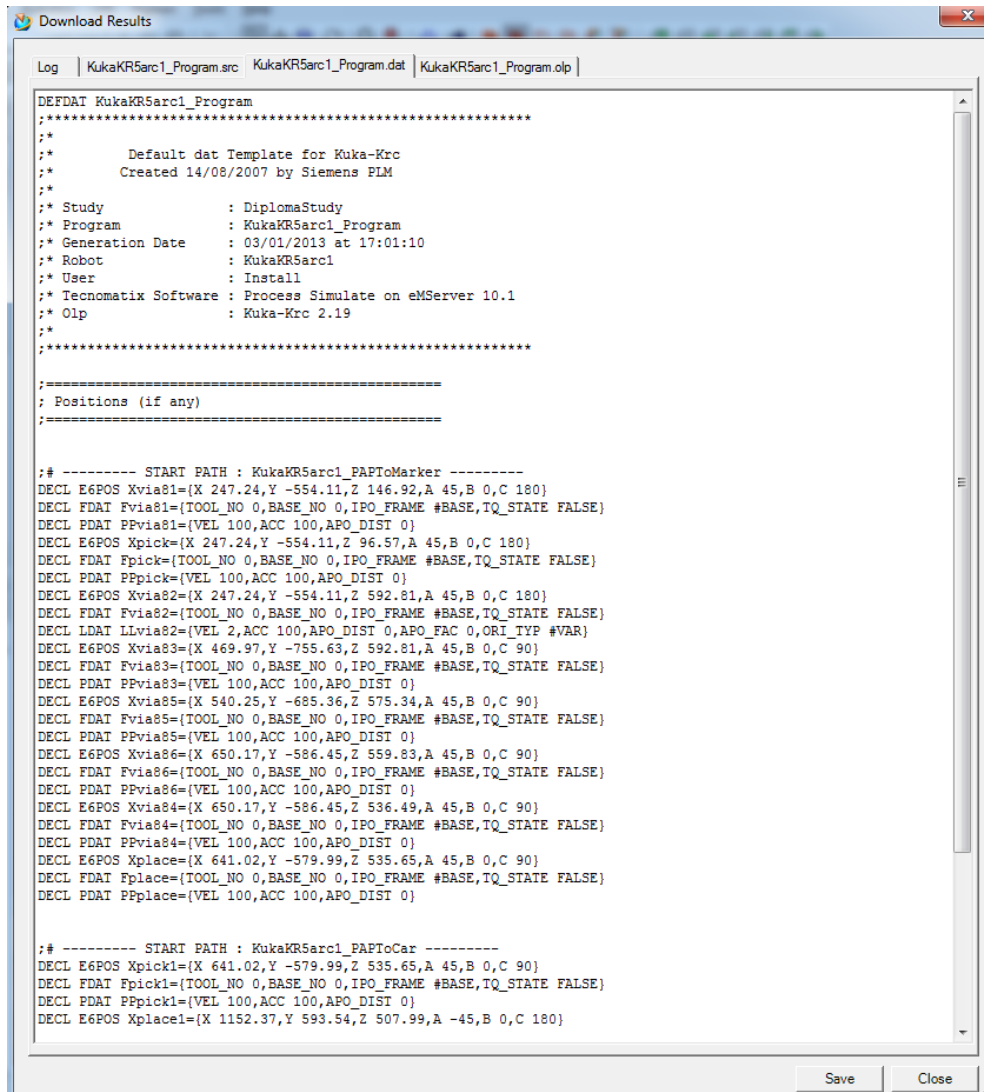 Download Results
Log KukaKR5arc1_Program.src KukaKR5arc1_Program.dat KukaKR5arc1_Program.olp
DEFDAT KukaKR5arc1_Program
;***********************************************************
;*
;* Default dat Template for Kuka-Krc
;* Created 14/08/2007 by Siemens PLM
;*
;* Study : DiplomaStudy
;* Program : KukaKR5arc1_Program
;* Generation Date : 03/01/2013 at 17:01:10
;* Robot : KukaKR5arc1
;* User : Install
;* Tecnomatix Software : Process Simulate on eMServer 10.1
;* Olp : Kuka-Krc 2.19
;*
;***********************************************************
;================================================
; Positions (if any)
;================================================
;# --------- START PATH : KukaKR5arc1_PAPToMarker ---------
DECL E6POS Xvia81={X 247.24,Y -554.11,Z 146.92,A 45,B 0,C 180}
DECL FDAT Fvia81={TOOL_NO 0,BASE_NO 0,IPO_FRAME #BASE,TQ_STATE FALSE}
DECL PDAT PPvia81={VEL 100,ACC 100,APO_DIST 0}
DECL E6POS Xpick={X 247.24,Y -554.11,Z 96.57,A 45,B 0,C 180}
DECL FDAT Fpick={TOOL_NO 0,BASE_NO 0,IPO_FRAME #BASE,TQ_STATE FALSE}
DECL PDAT PPpick={VEL 100,ACC 100,APO_DIST 0}
DECL E6POS Xvia82={X 247.24,Y -554.11,Z 592.81,A 45,B 0,C 180}
DECL FDAT Fvia82={TOOL_NO 0,BASE_NO 0,IPO_FRAME #BASE,TQ_STATE FALSE}
DECL LDAT LLvia82={VEL 2,ACC 100,APO_DIST 0,APO_FAC 0,ORI_TYP #VAR}
DECL E6POS Xvia83={X 469.97,Y -755.63,Z 592.81,A 45,B 0,C 90}
DECL FDAT Fvia83={TOOL_NO 0,BASE_NO 0,IPO_FRAME #BASE,TQ_STATE FALSE}
DECL PDAT PPvia83={VEL 100,ACC 100,APO_DIST 0}
DECL E6POS Xvia85={X 540.25,Y -685.36,Z 575.34,A 45,B 0,C 90}
DECL FDAT Fvia85={TOOL_NO 0,BASE_NO 0,IPO_FRAME #BASE,TQ_STATE FALSE}
DECL PDAT PPvia85={VEL 100,ACC 100,APO_DIST 0}
DECL E6POS Xvia86={X 650.17,Y -586.45,Z 559.83,A 45,B 0,C 90}
DECL FDAT Fvia86={TOOL_NO 0,BASE_NO 0,IPO_FRAME #BASE,TQ_STATE FALSE}
DECL PDAT PPvia86={VEL 100,ACC 100,APO_DIST 0}
DECL E6POS Xvia84={X 650.17,Y -586.45,Z 536.49,A 45,B 0,C 90}
DECL FDAT Fvia84={TOOL_NO 0,BASE_NO 0,IPO_FRAME #BASE,TQ_STATE FALSE}
DECL PDAT PPvia84={VEL 100,ACC 100,APO_DIST 0}
DECL E6POS Xplace={X 641.02,Y -579.99,Z 535.65,A 45,B 0,C 90}
DECL FDAT Fplace={TOOL_NO 0,BASE_NO 0,IPO_FRAME #BASE,TQ_STATE FALSE}
DECL PDAT PPplace={VEL 100,ACC 100,APO_DIST 0}
;# --------- START PATH : KukaKR5arc1_PAPToCar ---------
DECL E6POS Xpick1={X 641.02,Y -579.99,Z 535.65,A 45,B 0,C 90}
DECL FDAT Fpick1={TOOL_NO 0,BASE_NO 0,IPO_FRAME #BASE,TQ_STATE FALSE}
DECL PDAT PPpick1={VEL 100,ACC 100,APO_DIST 0}
DECL E6POS Xplace1={X 1152.37,Y 593.54,Z 507.99,A -45,B 0,C 180}
Save Close